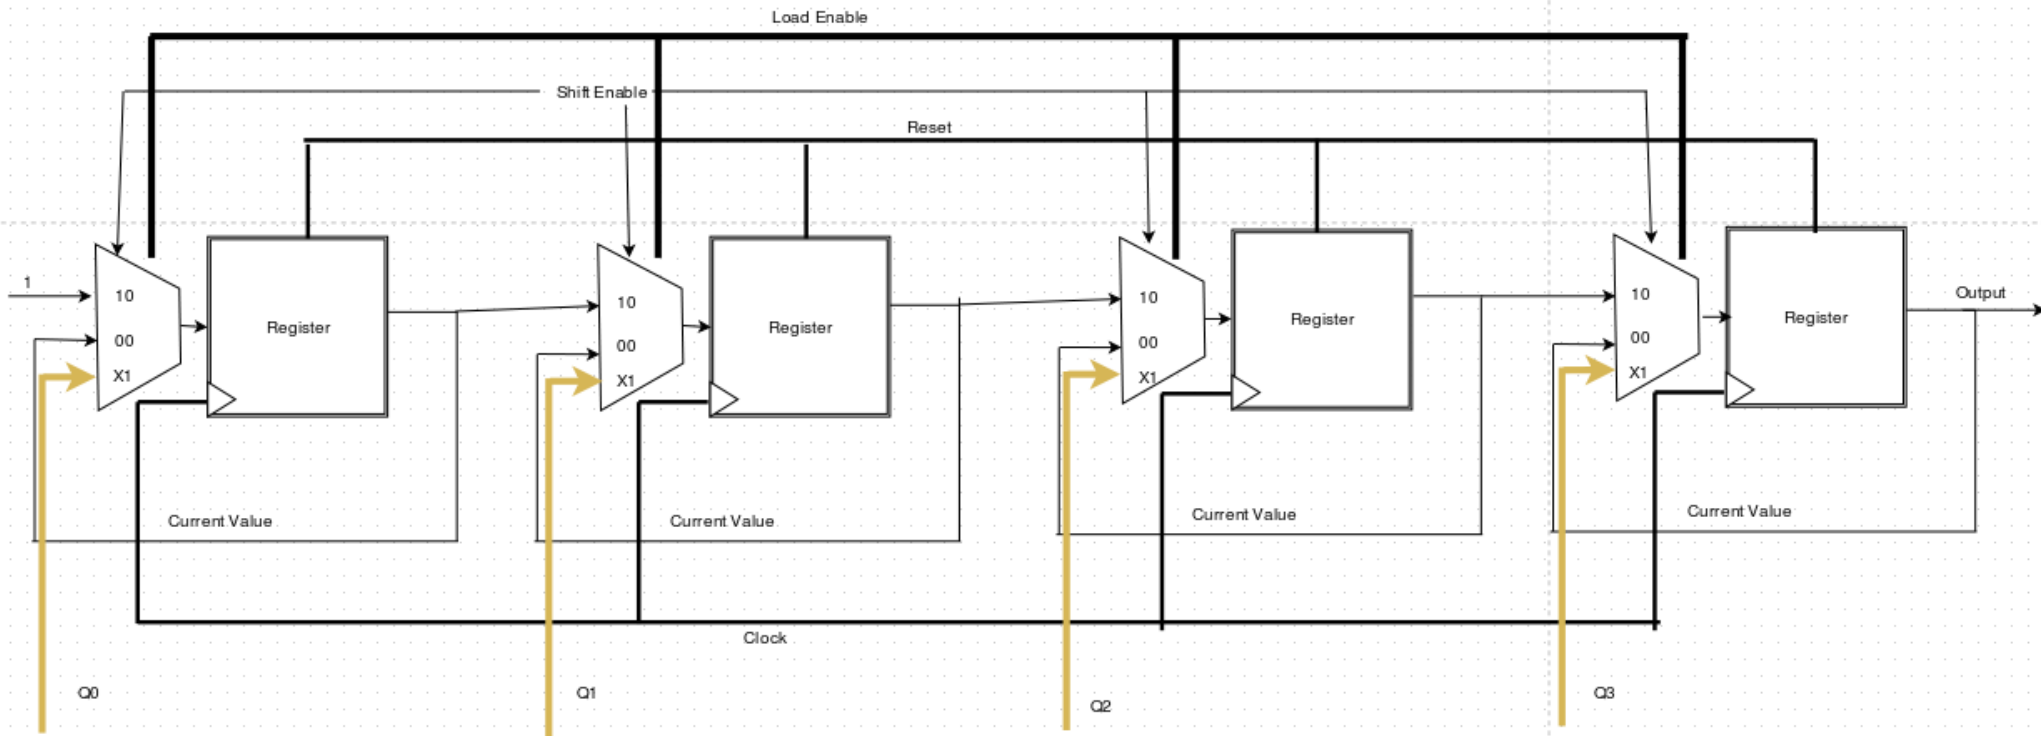 Load Enable
Shift Enable
Reset
1
10
00
X1
Register
10
00
X1
Register
10
00
X1
Register
10
00
X1
Register
Output
Current Value
Current Value
Current Value
Current Value
Clock
Q0
Q1
Q2
Q3